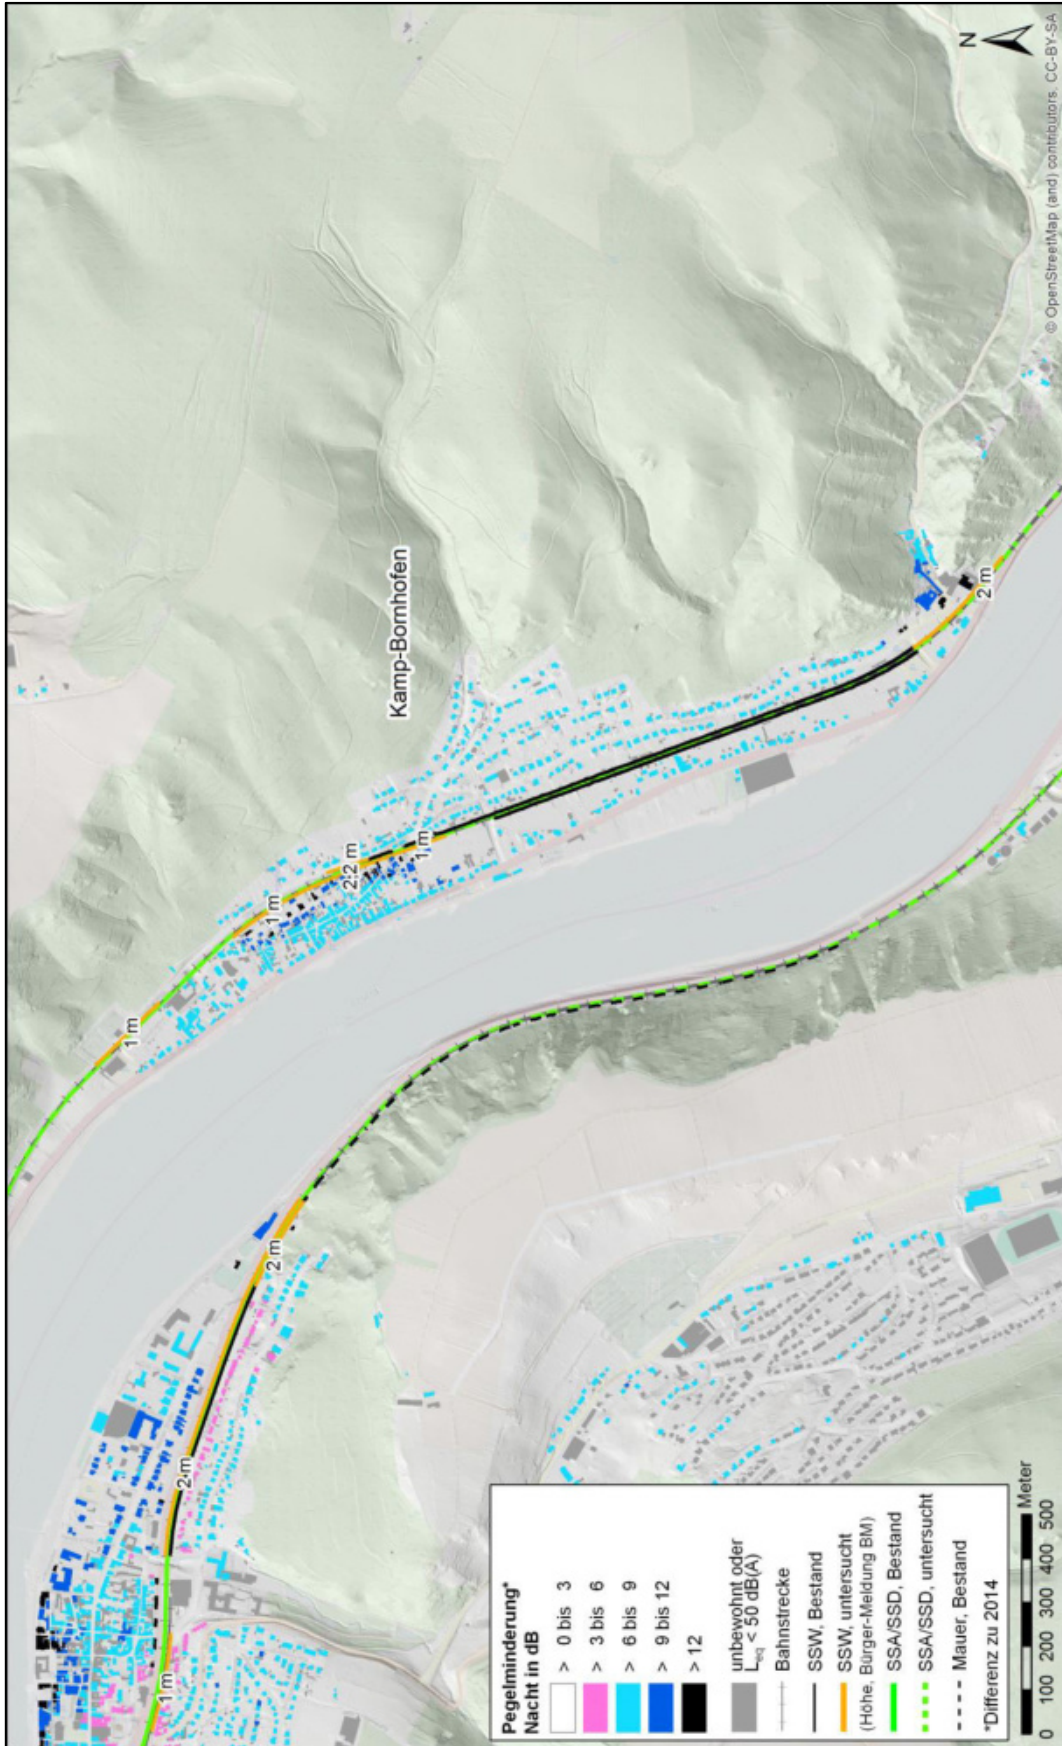 N
© OpenStreetMap (and) contributors, CC-BY-SA
Kamp-Bornhofen
1 m
1 m
2.2 m
1 m
2 m
2 m
2 m
1 m
Pegelminderung*
Nacht in dB
> 0 bis 3
> 3 bis 6
> 6 bis 9
> 9 bis 12
> 12
unbewohnt oder
Leq < 50 dB(A)
Bahnstrecke
SSW, Bestand
SSW, untersucht
(Höhe, Bürger-Meldung BM)
SSA/SSD, Bestand
SSA/SSD, untersucht
Mauer, Bestand
*Differenz zu 2014
0 100 200 300 400 500
Meter